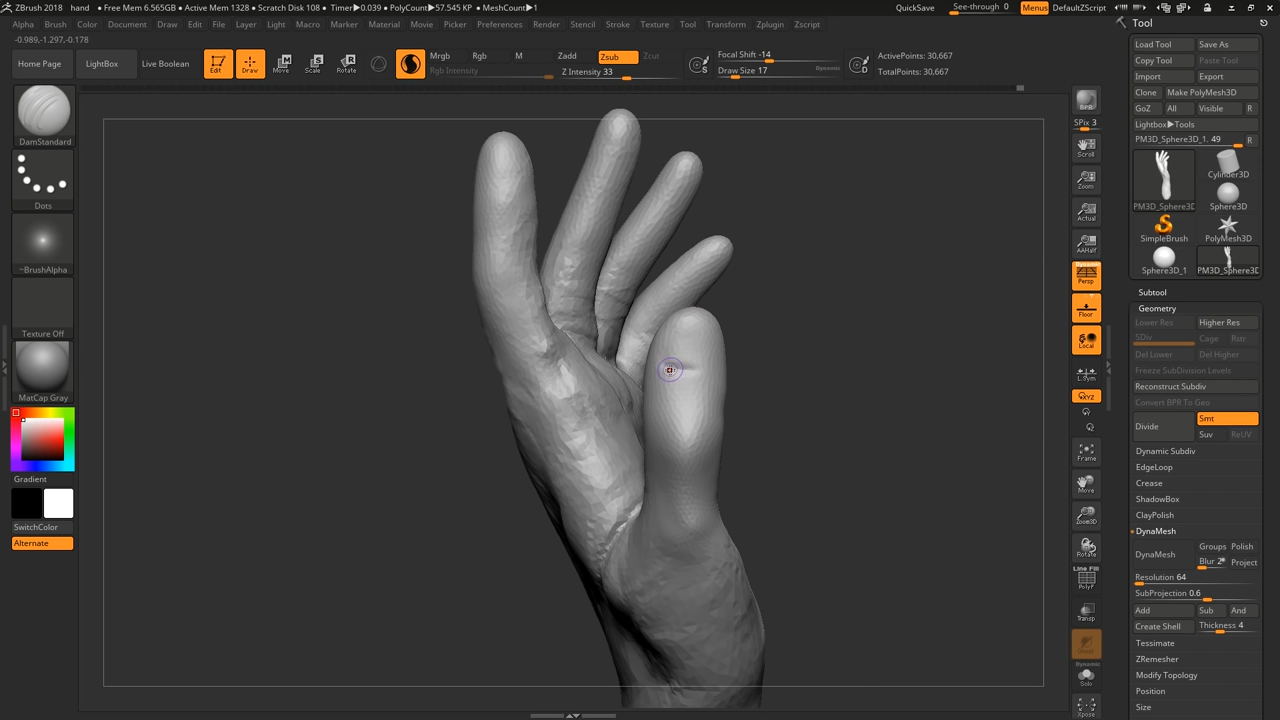 ZBrush 2018 hand ● Free Mem 6.565GB ● Active Mem 1328 ● Scratch Disk 108 ● Timer▶0.039 ● PolyCount▶57.545 KP ● MeshCount▶1 QuickSave See-through 0 Menus DefaultZScript
Alpha Brush Color Document Draw Edit File Layer Light Macro Marker Material Movie Picker Preferences Render Stencil Stroke Texture Tool Transform Zplugin Zscript
-0.989,-1.297,-0.178
Home Page LightBox Live Boolean Edit Draw Move Scale Rotate
Mrgb Rgb M Zadd Zsub Zcut
Rgb Intensity Z Intensity 33
S Focal Shift -14
Draw Size 17 Dynamic
D ActivePoints: 30,667
TotalPoints: 30,667
DamStandard
Dots
~BrushAlpha
Texture Off
MatCap Gray
Gradient
SwitchColor
Alternate
BPR
SPix 3
Scroll
Zoom
Actual
AAHalf
Dynamic
Persp
Floor
Local
L.Sym
XYZ
Frame
Move
Zoom3D
Rotate
Line Fill
PolyF
Transp
Ghost
Dynamic
Solo
Xpose
Tool
Load Tool Save As
Copy Tool Paste Tool
Import Export
Clone Make PolyMesh3D
GoZ All Visible R
Lightbox▶Tools
PM3D_Sphere3D_1. 49 R
Cylinder3D
PM3D_Sphere3D Sphere3D
SimpleBrush PolyMesh3D
Sphere3D_1 PM3D_Sphere3D
Subtool
Geometry
Lower Res Higher Res
SDiv Cage Rstr
Del Lower Del Higher
Freeze SubDivision Levels
Reconstruct Subdiv
Convert BPR To Geo
Divide Smt
Suv ReUV
Dynamic Subdiv
EdgeLoop
Crease
ShadowBox
ClayPolish
DynaMesh
DynaMesh Groups Polish
Blur 2 Project
Resolution 64
SubProjection 0.6
Add Sub And
Create Shell Thickness 4
Tessimate
ZRemesher
Modify Topology
Position
Size